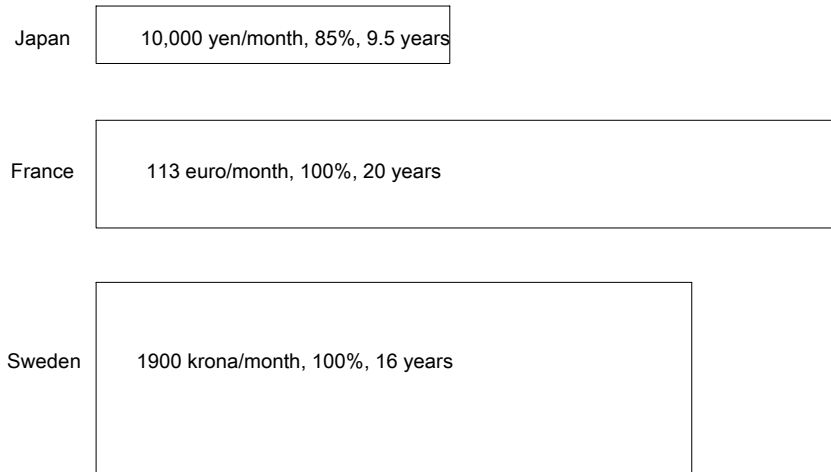 Japan 10,000 yen/month, 85%, 9.5 years
France 113 euro/month, 100%, 20 years
Sweden 1900 krona/month, 100%, 16 years